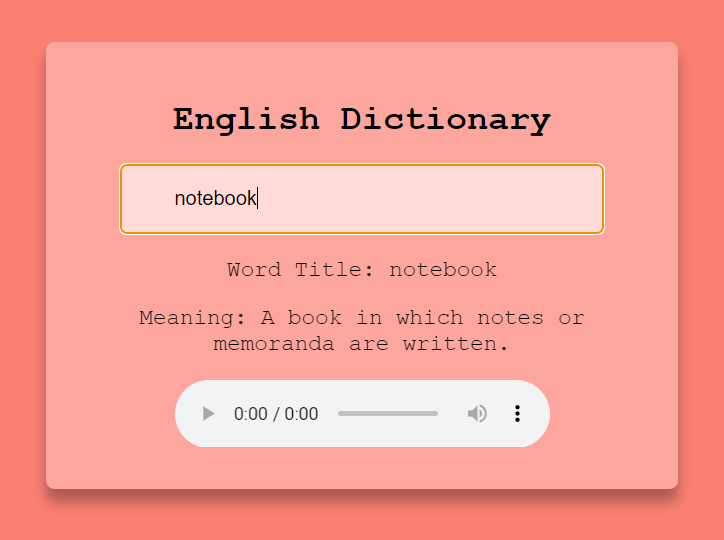 English Dictionary
notebook
Word Title: notebook
Meaning: A book in which notes or
memoranda are written.
0:00 / 0:00